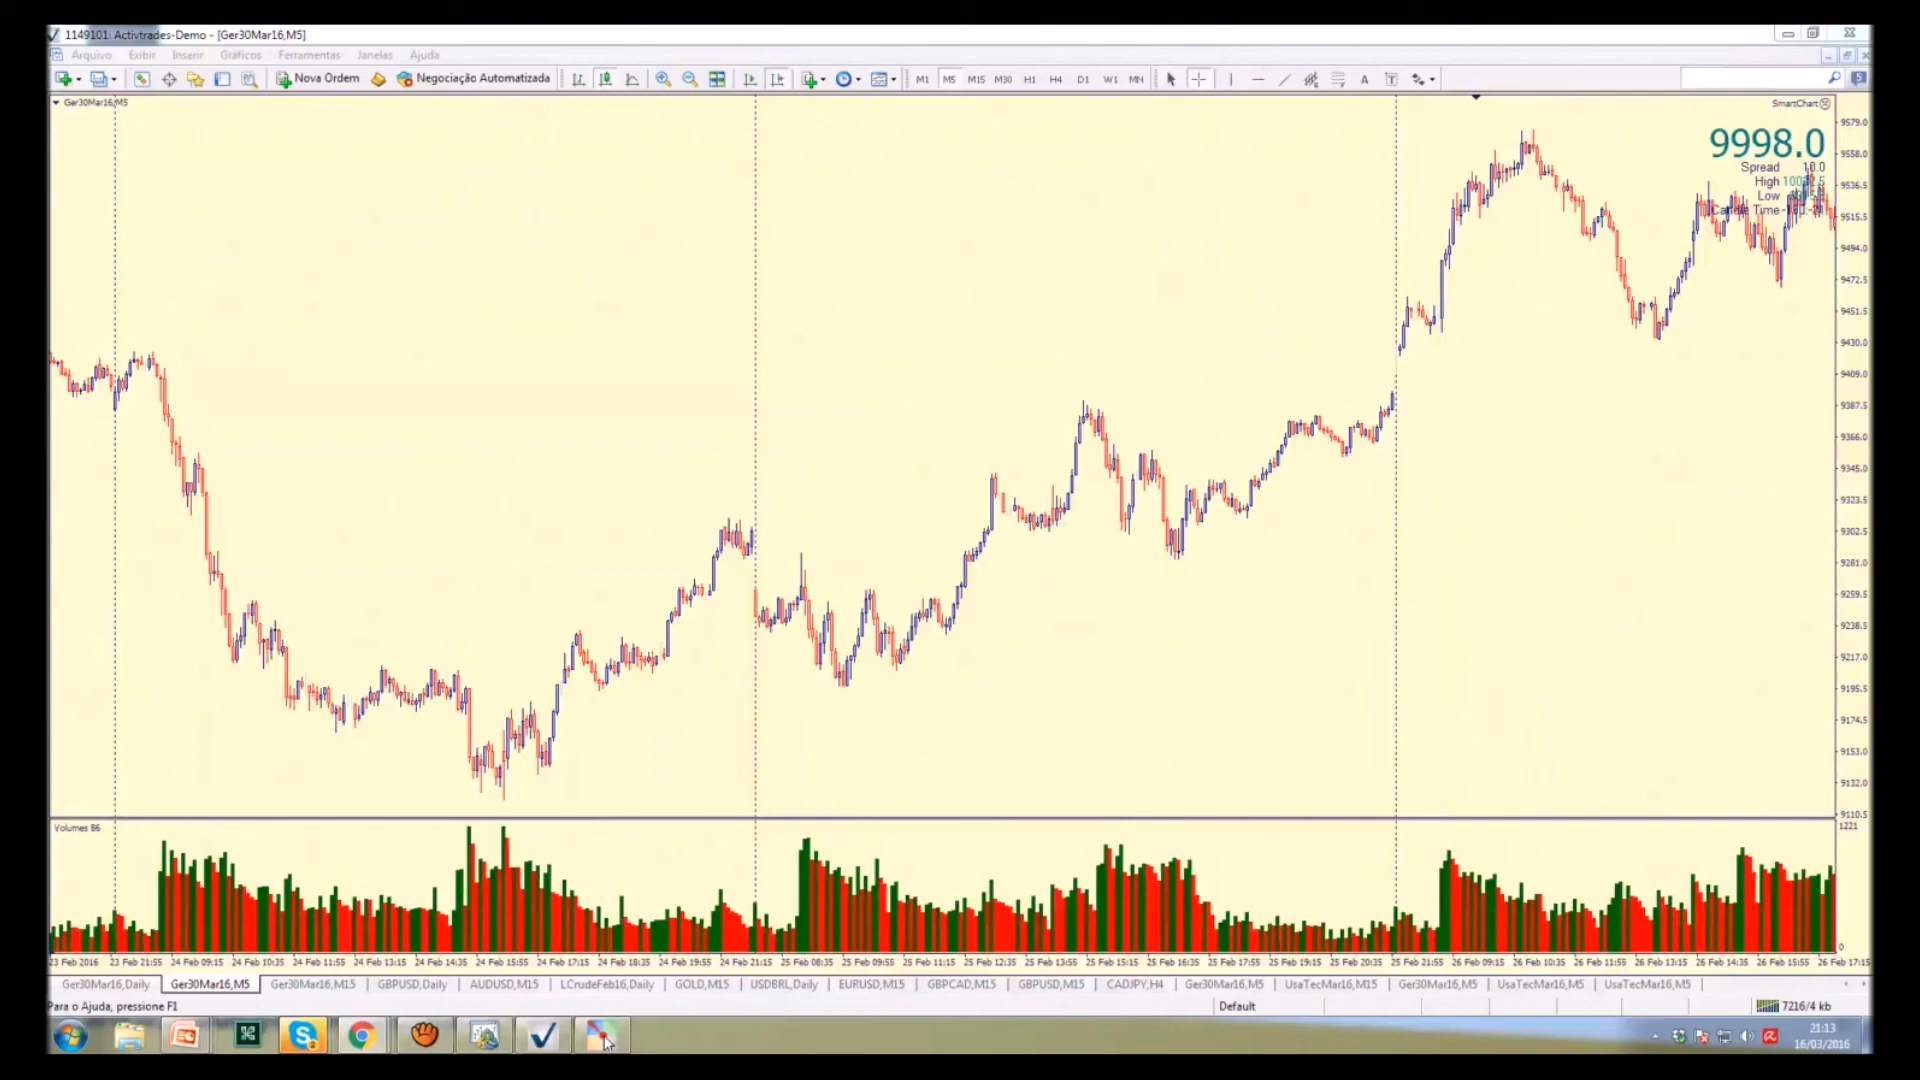 1149101: Activtrades-Demo - [Ger30Mar16,M5]
Arquivo Exibir Inserir Gráficos Ferramentas Janelas Ajuda
Nova Ordem Negociação Automatizada M1 M5 M15 M30 H1 H4 D1 W1 MN A T 5
Ger30Mar16,M5 SmartChart
9998.0
Spread 10.0
High
Low
Time
9579.0
9558.0
9536.5
9515.5
9494.0
9472.5
9451.5
9430.0
9409.0
9387.5
9366.0
9345.0
9323.5
9302.5
9281.0
9259.5
9238.5
9217.0
9195.5
9174.5
9153.0
9132.0
9110.5
Volumes 86 1221
0
23 Feb 2016 23 Feb 21:55 24 Feb 09:15 24 Feb 10:35 24 Feb 11:55 24 Feb 13:15 24 Feb 14:35 24 Feb 15:55 24 Feb 17:15 24 Feb 18:35 24 Feb 19:55 24 Feb 21:15 25 Feb 08:35 25 Feb 09:55 25 Feb 11:15 25 Feb 12:35 25 Feb 13:55 25 Feb 15:15 25 Feb 16:35 25 Feb 17:55 25 Feb 19:15 25 Feb 20:35 25 Feb 21:55 26 Feb 09:15 26 Feb 10:35 26 Feb 11:55 26 Feb 13:15 26 Feb 14:35 26 Feb 15:55 26 Feb 17:15
Ger30Mar16,Daily Ger30Mar16,M5 Ger30Mar16,M15 GBPUSD,Daily AUDUSD,M15 LCrudeFeb16,Daily GOLD,M15 USDBRL,Daily EURUSD,M15 GBPCAD,M15 GBPUSD,M15 CADJPY,H4 Ger30Mar16,M5 UsaTecMar16,M15 Ger30Mar16,M5 UsaTecMar16,M5 UsaTecMar16,M5
Para o Ajuda, pressione F1 Default 7216/4 kb
21:13
16/03/2016